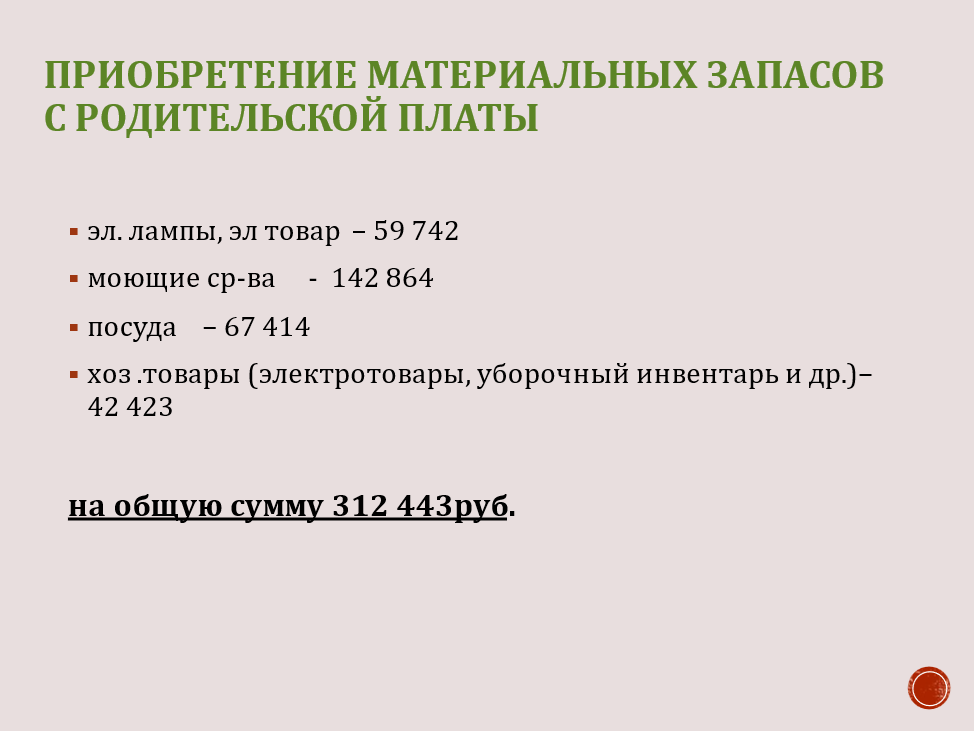 ПРИОБРЕТЕНИЕ МАТЕРИАЛЬНЫХ ЗАПАСОВ
С РОДИТЕЛЬСКОЙ ПЛАТЫ
эл. лампы, эл товар – 59 742
моющие ср-ва - 142 864
посуда – 67 414
хоз .товары (электротовары, уборочный инвентарь и др.)–
42 423
на общую сумму 312 443руб.